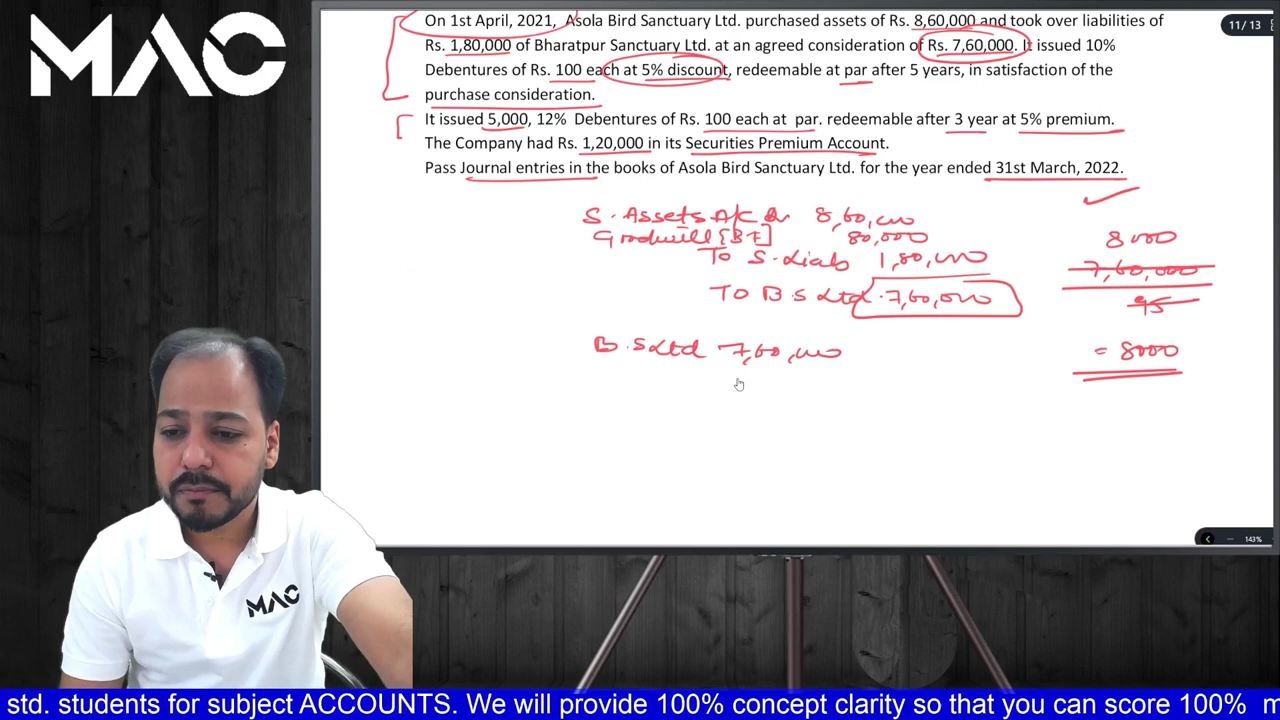 MAC
11 / 13
On 1st April, 2021, Asola Bird Sanctuary Ltd. purchased assets of Rs. 8,60,000 and took over liabilities of
Rs. 1,80,000 of Bharatpur Sanctuary Ltd. at an agreed consideration of Rs. 7,60,000. It issued 10%
Debentures of Rs. 100 each at 5% discount, redeemable at par after 5 years, in satisfaction of the
purchase consideration.
It issued 5,000, 12% Debentures of Rs. 100 each at par. redeemable after 3 year at 5% premium.
The Company had Rs. 1,20,000 in its Securities Premium Account.
Pass Journal entries in the books of Asola Bird Sanctuary Ltd. for the year ended 31st March, 2022.
S. Assets A/C Dr 8,60,000
Goodwill [BF] 80,000
To S. Liab 1,80,000
To B.S Ltd. 7,60,000
8000
7,60,000
95
= 8000
B.S Ltd 7,60,000
143%
MAC
std. students for subject ACCOUNTS. We will provide 100% concept clarity so that you can score 100% m